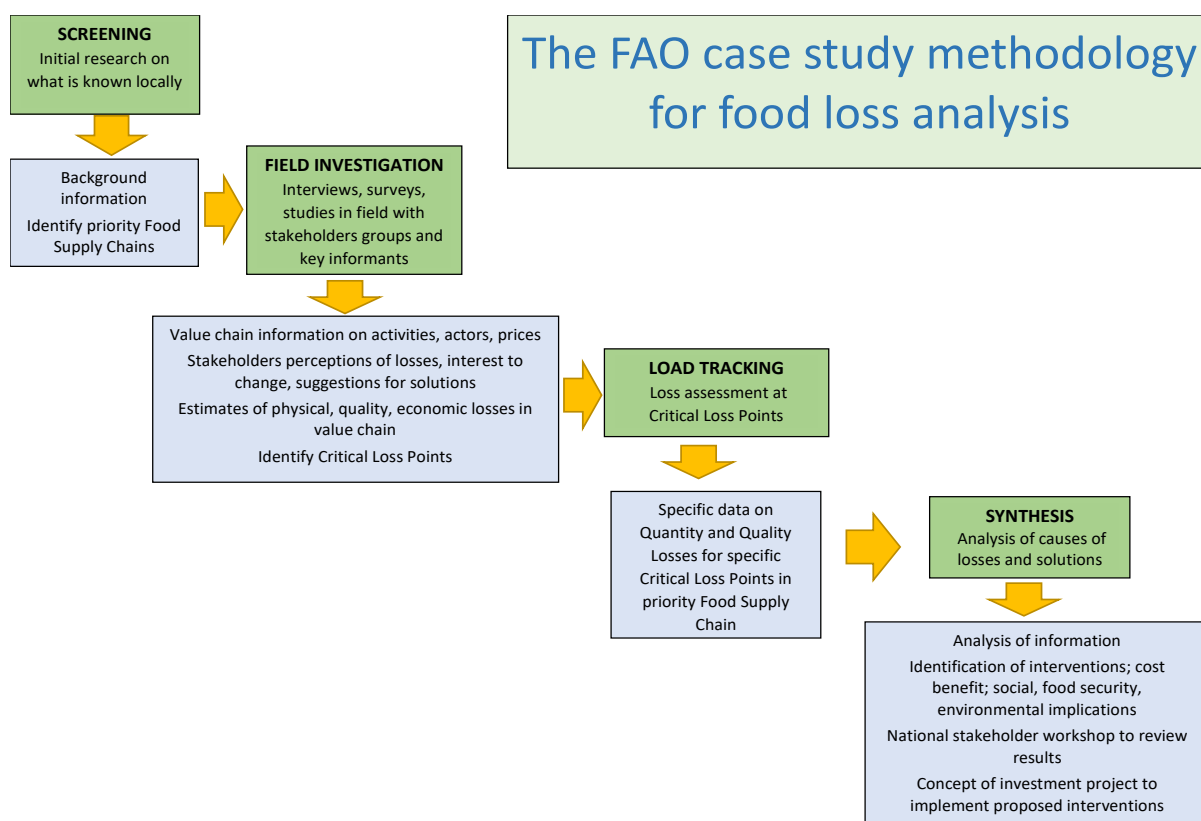 The FAO case study methodology
for food loss analysis
SCREENING
Initial research on
what is known locally
Background
information
Identify priority Food
Supply Chains
FIELD INVESTIGATION
Interviews, surveys,
studies in field with
stakeholders groups and
key informants
Value chain information on activities, actors, prices
Stakeholders perceptions of losses, interest to
change, suggestions for solutions
Estimates of physical, quality, economic losses in
value chain
Identify Critical Loss Points
LOAD TRACKING
Loss assessment at
Critical Loss Points
Specific data on
Quantity and Quality
Losses for specific
Critical Loss Points in
priority Food Supply
Chain
SYNTHESIS
Analysis of causes of
losses and solutions
Analysis of information
Identification of interventions; cost
benefit; social, food security,
environmental implications
National stakeholder workshop to review
results
Concept of investment project to
implement proposed interventions